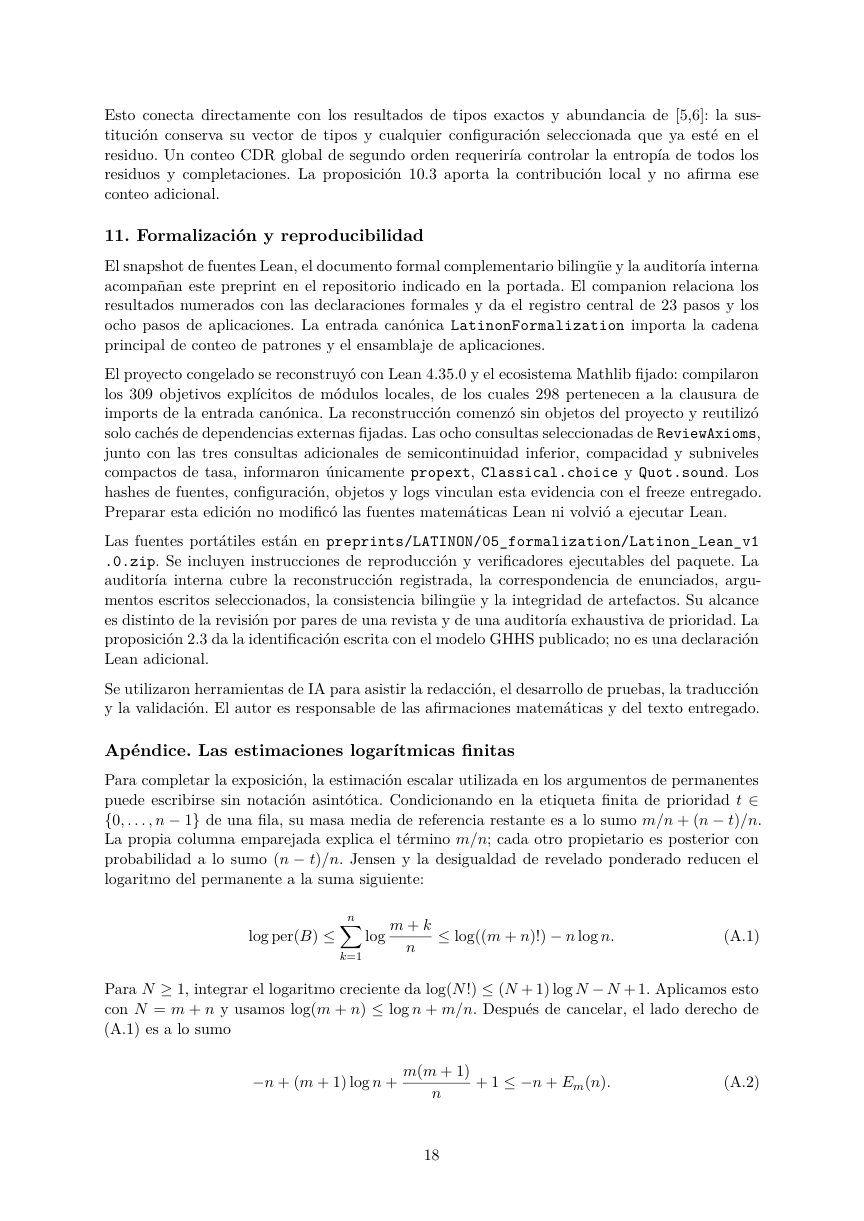 Esto conecta directamente con los resultados de tipos exactos y abundancia de [5,6]: la sus-
titución conserva su vector de tipos y cualquier configuración seleccionada que ya esté en el
residuo. Un conteo CDR global de segundo orden requeriría controlar la entropía de todos los
residuos y completaciones. La proposición 10.3 aporta la contribución local y no afirma ese
conteo adicional.
11. Formalización y reproducibilidad
El snapshot de fuentes Lean, el documento formal complementario bilingüe y la auditoría interna
acompañan este preprint en el repositorio indicado en la portada. El companion relaciona los
resultados numerados con las declaraciones formales y da el registro central de 23 pasos y los
ocho pasos de aplicaciones. La entrada canónica LatinonFormalization importa la cadena
principal de conteo de patrones y el ensamblaje de aplicaciones.
El proyecto congelado se reconstruyó con Lean 4.35.0 y el ecosistema Mathlib fijado: compilaron
los 309 objetivos explícitos de módulos locales, de los cuales 298 pertenecen a la clausura de
imports de la entrada canónica. La reconstrucción comenzó sin objetos del proyecto y reutilizó
solo cachés de dependencias externas fijadas. Las ocho consultas seleccionadas de ReviewAxioms,
junto con las tres consultas adicionales de semicontinuidad inferior, compacidad y subniveles
compactos de tasa, informaron únicamente propext, Classical.choice y Quot.sound. Los
hashes de fuentes, configuración, objetos y logs vinculan esta evidencia con el freeze entregado.
Preparar esta edición no modificó las fuentes matemáticas Lean ni volvió a ejecutar Lean.
Las fuentes portátiles están en preprints/LATINON/05_formalization/Latinon_Lean_v1
.0.zip. Se incluyen instrucciones de reproducción y verificadores ejecutables del paquete. La
auditoría interna cubre la reconstrucción registrada, la correspondencia de enunciados, argu-
mentos escritos seleccionados, la consistencia bilingüe y la integridad de artefactos. Su alcance
es distinto de la revisión por pares de una revista y de una auditoría exhaustiva de prioridad. La
proposición 2.3 da la identificación escrita con el modelo GHHS publicado; no es una declaración
Lean adicional.
Se utilizaron herramientas de IA para asistir la redacción, el desarrollo de pruebas, la traducción
y la validación. El autor es responsable de las afirmaciones matemáticas y del texto entregado.
Apéndice. Las estimaciones logarítmicas finitas
Para completar la exposición, la estimación escalar utilizada en los argumentos de permanentes
puede escribirse sin notación asintótica. Condicionando en la etiqueta finita de prioridad t ∈
{0, . . . , n − 1} de una fila, su masa media de referencia restante es a lo sumo m/n + (n − t)/n.
La propia columna emparejada explica el término m/n; cada otro propietario es posterior con
probabilidad a lo sumo (n − t)/n. Jensen y la desigualdad de revelado ponderado reducen el
logaritmo del permanente a la suma siguiente:
log per(B) ≤ ∑_{k=1}^{n} log (m + k)/n ≤ log((m + n)!) − n log n. (A.1)
Para N ≥ 1, integrar el logaritmo creciente da log(N!) ≤ (N + 1) log N − N + 1. Aplicamos esto
con N = m + n y usamos log(m + n) ≤ log n + m/n. Después de cancelar, el lado derecho de
(A.1) es a lo sumo
−n + (m + 1) log n + m(m + 1)/n + 1 ≤ −n + E_m(n). (A.2)
18